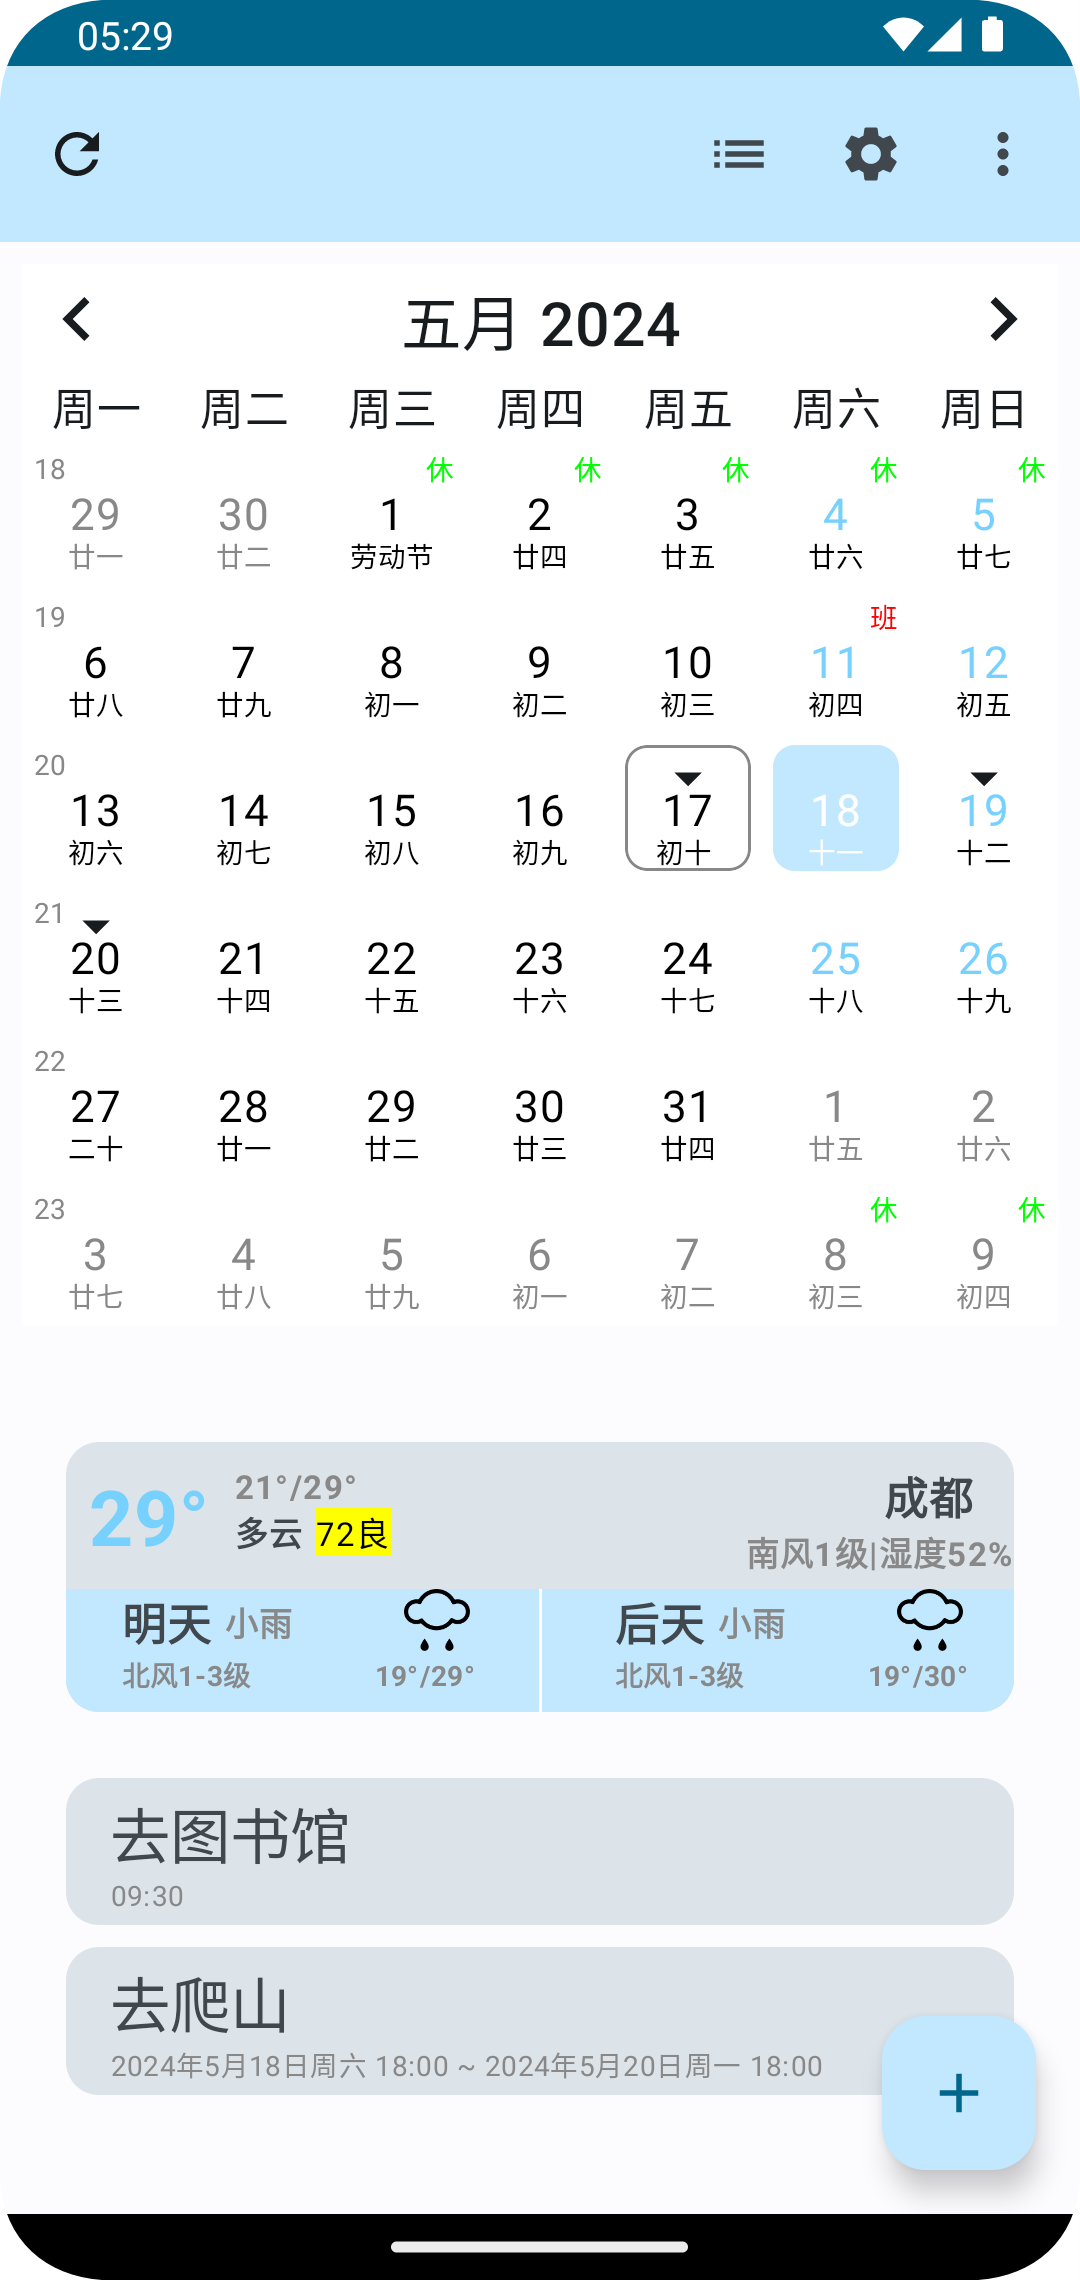 05:29
五月 2024
周一 周二 周三 周四 周五 周六 周日
18 休 休 休 休 休
29 30 1 2 3 4 5
廿一 廿二 劳动节 廿四 廿五 廿六 廿七
19 班
6 7 8 9 10 11 12
廿八 廿九 初一 初二 初三 初四 初五
20
13 14 15 16 17 18 19
初六 初七 初八 初九 初十 十一 十二
21
20 21 22 23 24 25 26
十三 十四 十五 十六 十七 十八 十九
22
27 28 29 30 31 1 2
二十 廿一 廿二 廿三 廿四 廿五 廿六
23 休 休
3 4 5 6 7 8 9
廿七 廿八 廿九 初一 初二 初三 初四
29°
21°/29°
多云 72良
成都
南风1级|湿度52%
明天 小雨
北风1-3级 19°/29°
后天 小雨
北风1-3级 19°/30°
去图书馆
09:30
去爬山
2024年5月18日周六 18:00 ~ 2024年5月20日周一 18:00